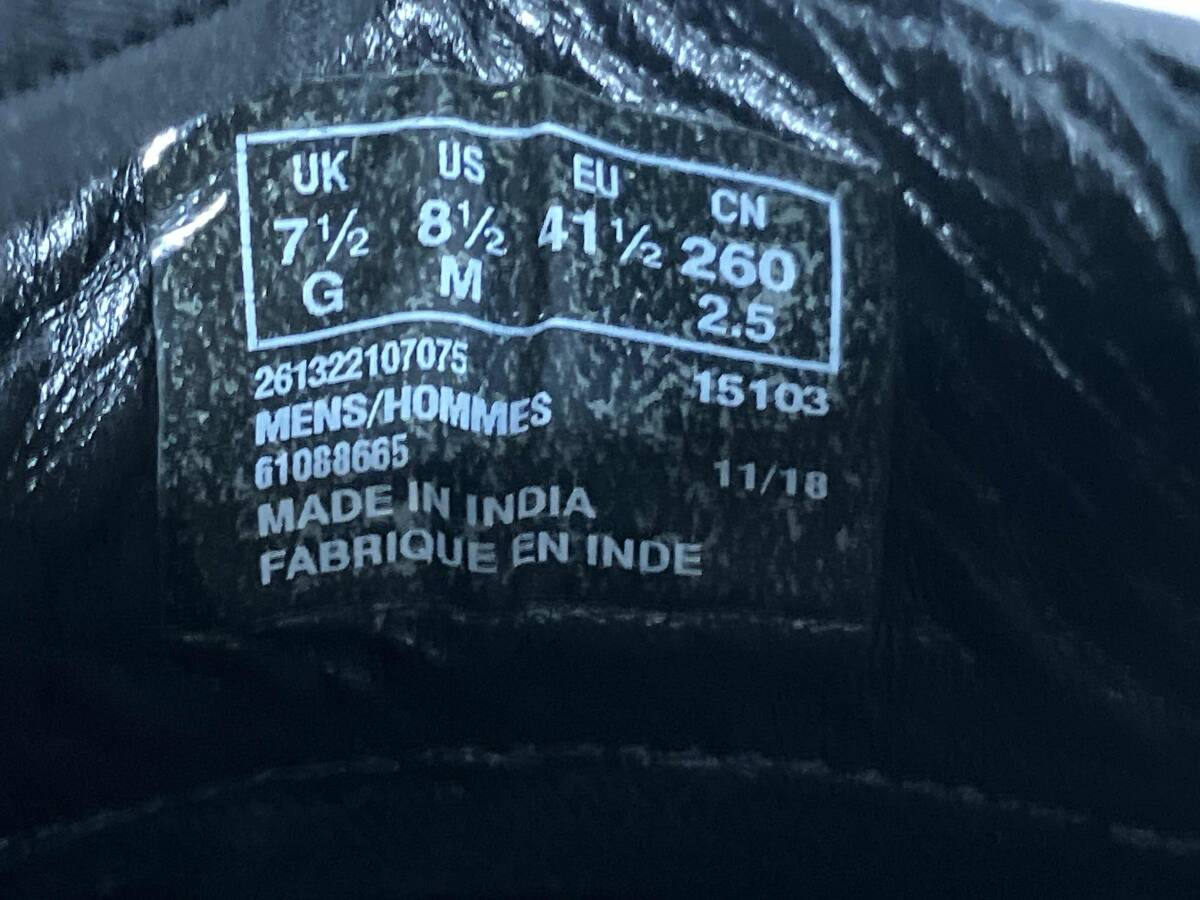 UK US EU CN
7½ 8½ 41½ 260
G M 2.5
261322107075 15103
MENS/HOMMES
61088665 11/18
MADE IN INDIA
FABRIQUE EN INDE